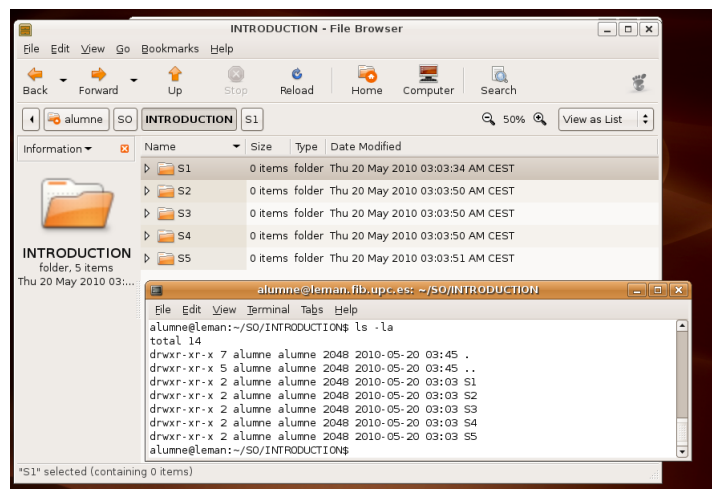 INTRODUCTION - File Browser
File Edit View Go Bookmarks Help
Back Forward Up Stop Reload Home Computer Search
alumne SO INTRODUCTION S1 50% View as List
Information Name Size Type Date Modified
S1 0 items folder Thu 20 May 2010 03:03:34 AM CEST
S2 0 items folder Thu 20 May 2010 03:03:50 AM CEST
S3 0 items folder Thu 20 May 2010 03:03:50 AM CEST
S4 0 items folder Thu 20 May 2010 03:03:50 AM CEST
S5 0 items folder Thu 20 May 2010 03:03:51 AM CEST
INTRODUCTION
folder, 5 items
Thu 20 May 2010 03:...
alumne@leman.fib.upc.es: ~/SO/INTRODUCTION
File Edit View Terminal Tabs Help
alumne@leman:~/SO/INTRODUCTION$ ls -la
total 14
drwxr-xr-x 7 alumne alumne 2048 2010-05-20 03:45 .
drwxr-xr-x 5 alumne alumne 2048 2010-05-20 03:45 ..
drwxr-xr-x 2 alumne alumne 2048 2010-05-20 03:03 S1
drwxr-xr-x 2 alumne alumne 2048 2010-05-20 03:03 S2
drwxr-xr-x 2 alumne alumne 2048 2010-05-20 03:03 S3
drwxr-xr-x 2 alumne alumne 2048 2010-05-20 03:03 S4
drwxr-xr-x 2 alumne alumne 2048 2010-05-20 03:03 S5
alumne@leman:~/SO/INTRODUCTION$
"S1" selected (containing 0 items)